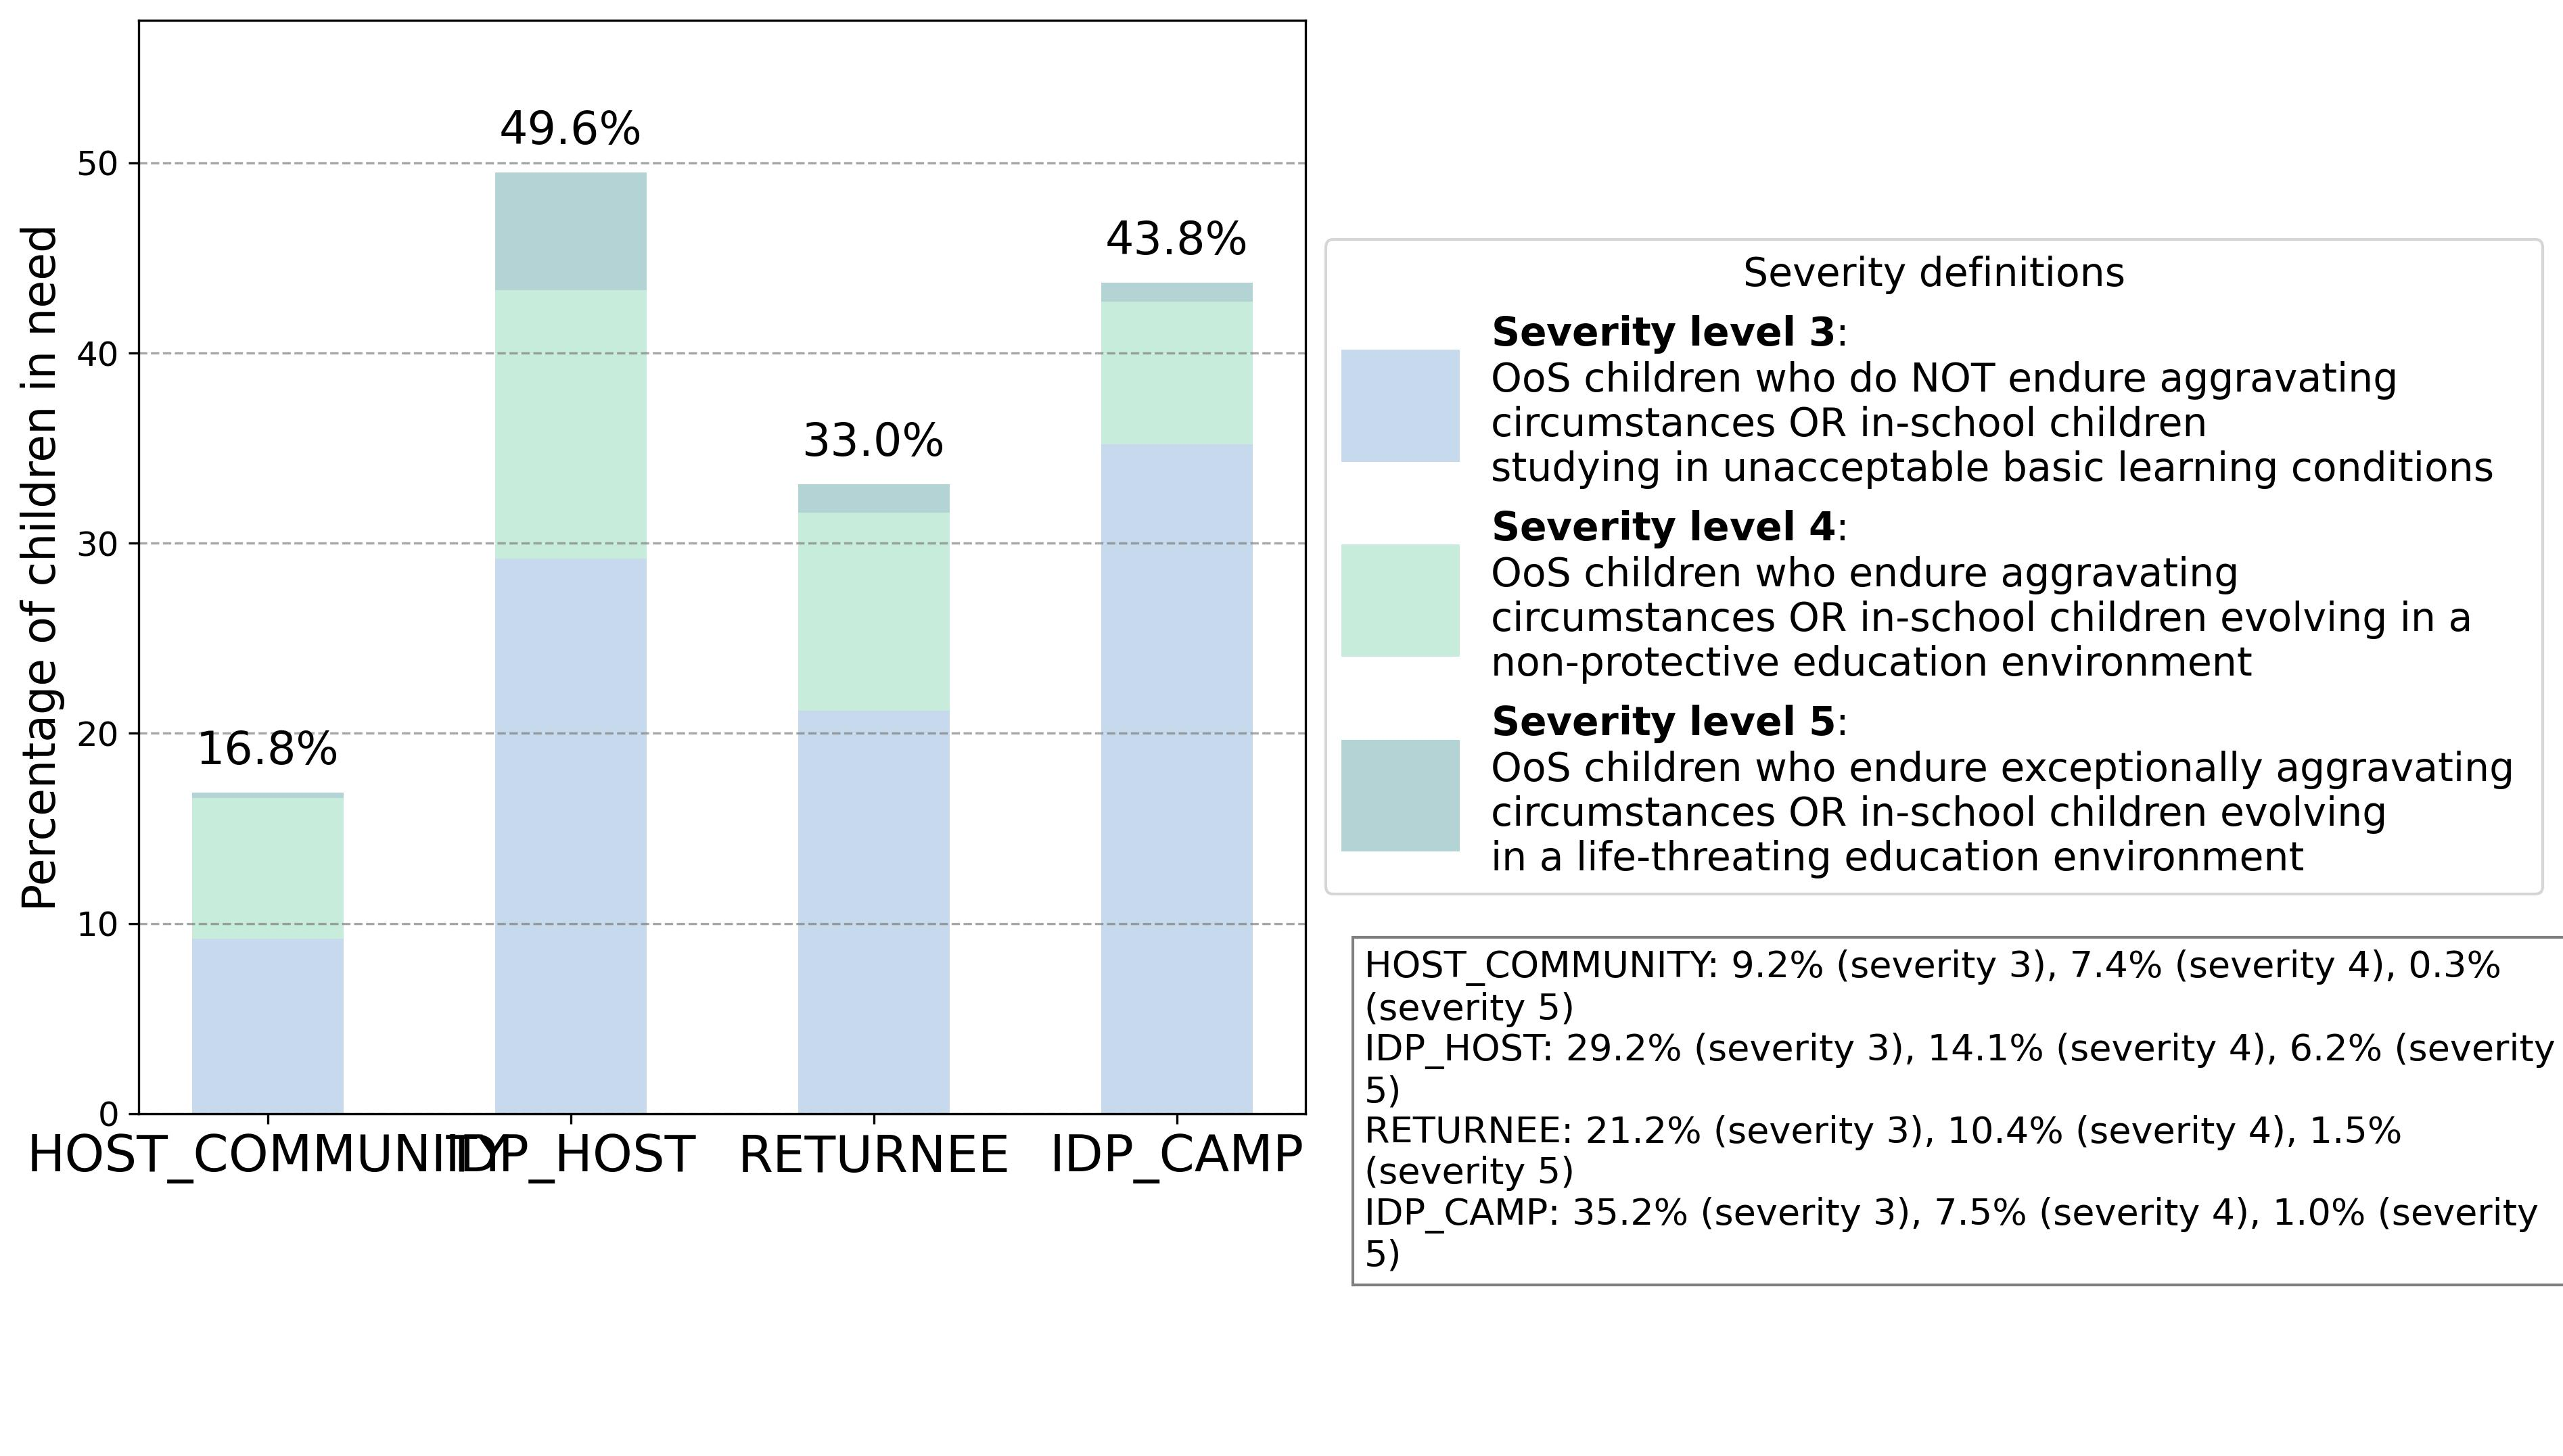 Percentage of children in need
50
40
30
20
10
0
49.6%
43.8%
33.0%
16.8%
HOST_COMMUNITY
IDP_HOST
RETURNEE
IDP_CAMP
Severity definitions
Severity level 3:
OoS children who do NOT endure aggravating
circumstances OR in-school children
studying in unacceptable basic learning conditions
Severity level 4:
OoS children who endure aggravating
circumstances OR in-school children evolving in a
non-protective education environment
Severity level 5:
OoS children who endure exceptionally aggravating
circumstances OR in-school children evolving
in a life-threating education environment
HOST_COMMUNITY: 9.2% (severity 3), 7.4% (severity 4), 0.3%
(severity 5)
IDP_HOST: 29.2% (severity 3), 14.1% (severity 4), 6.2% (severity
5)
RETURNEE: 21.2% (severity 3), 10.4% (severity 4), 1.5%
(severity 5)
IDP_CAMP: 35.2% (severity 3), 7.5% (severity 4), 1.0% (severity
5)